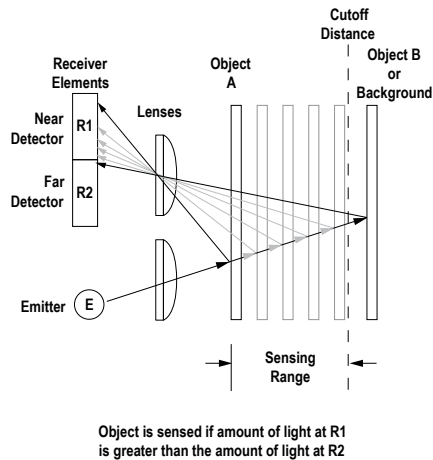 Cutoff
Distance
Receiver
Elements
Object
A
Object B
or
Background
Lenses
Near
Detector
R1
Far
Detector
R2
Emitter
E
Sensing
Range
Object is sensed if amount of light at R1
is greater than the amount of light at R2